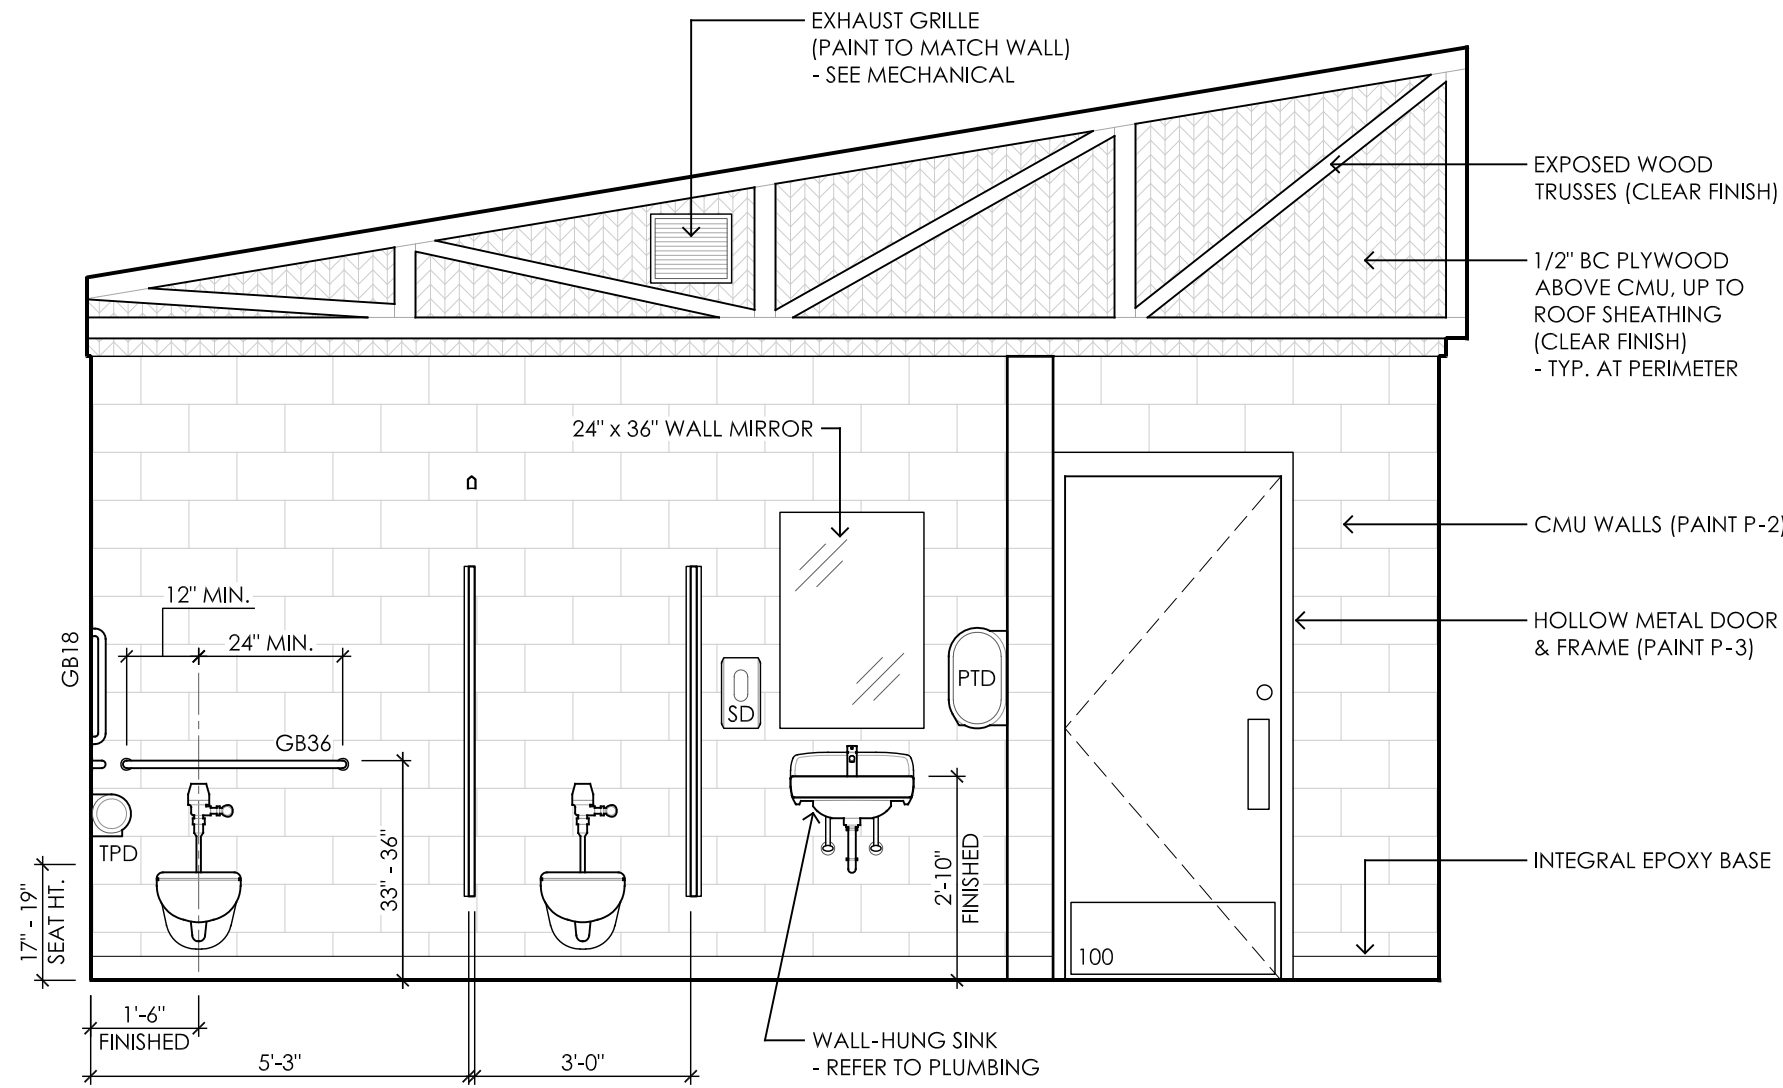 EXHAUST GRILLE
(PAINT TO MATCH WALL)
- SEE MECHANICAL
EXPOSED WOOD
TRUSSES (CLEAR FINISH)
1/2" BC PLYWOOD
ABOVE CMU, UP TO
ROOF SHEATHING
(CLEAR FINISH)
- TYP. AT PERIMETER
24" x 36" WALL MIRROR
CMU WALLS (PAINT P-2)
12" MIN.
24" MIN.
GB18
HOLLOW METAL DOOR
& FRAME (PAINT P-3)
SD
PTD
GB36
TPD
33" - 36"
17" - 19"
SEAT HT.
2'-10"
FINISHED
INTEGRAL EPOXY BASE
100
1'-6"
FINISHED
5'-3"
3'-0"
WALL-HUNG SINK
- REFER TO PLUMBING